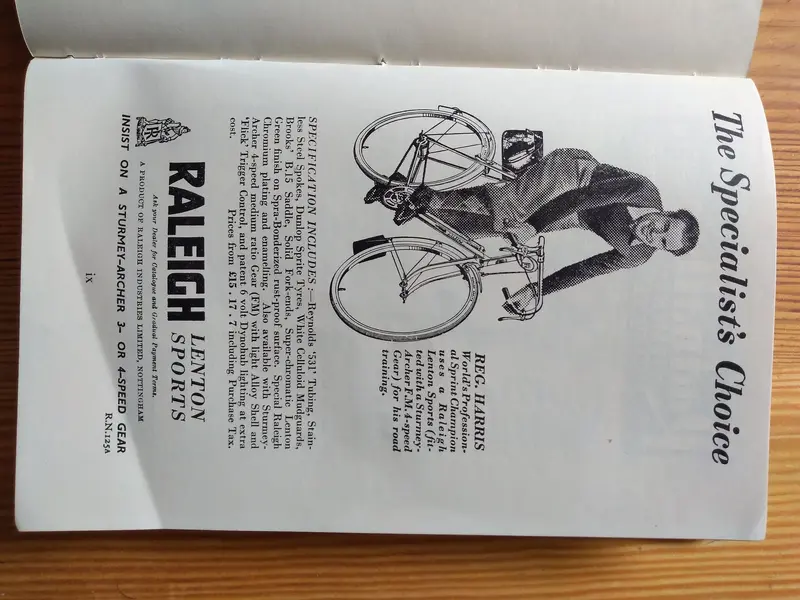 The Specialist's Choice
REG. HARRIS
World's Profession-
al Sprint Champion
uses a Raleigh
Lenton Sports (fit-
ted with a Sturmey-
Archer F.M. 4-speed
Gear) for his road
training.
SPECIFICATION INCLUDES:—Reynolds '531' Tubing, Stain-
less Steel Spokes, Dunlop Sprite Tyres, White Celluloid Mudguards,
Brooks' B.15 Saddle, Solid Fork-ends, Super-chromatic Lenton
Green finish on Spra-Bonderized rust-proof surface. Special Raleigh
Chromium plating and enamelling. Also available with Sturmey-
Archer 4-speed medium ratio Gear (FM) with light Alloy Shell and
'Flick' Trigger Control, and patent 6 volt Dynohub lighting at extra
cost. Prices from £15 . 17 . 7 including Purchase Tax.
RALEIGH LENTON
SPORTS
Ask your Dealer for Catalogue and Gradual Payment Terms.
A PRODUCT OF RALEIGH INDUSTRIES LIMITED, NOTTINGHAM
INSIST ON A STURMEY-ARCHER 3- OR 4-SPEED GEAR
R.N.125A
ix